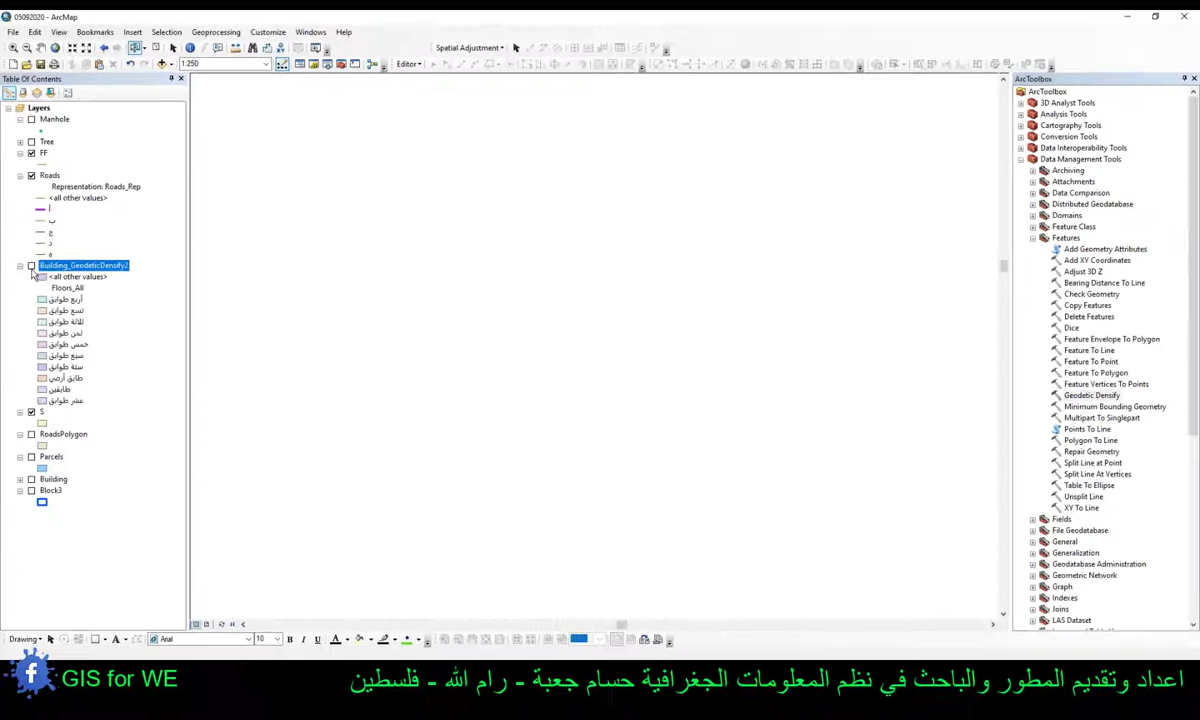 05092020 - ArcMap
File Edit View Bookmarks Insert Selection Geoprocessing Customize Windows Help
Spatial Adjustment
1:250
Editor
Table Of Contents
Layers
Manhole
Tree
FF
Roads
Representation: Roads_Rep
<all other values>
أ
ب
ج
د
ه
Building_GeodeticDensify2
<all other values>
Floors_All
أربع طوابق
تسع طوابق
ثلاثة طوابق
ثمن طوابق
خمس طوابق
سبع طوابق
ستة طوابق
طابق أرضي
طابقين
عشر طوابق
S
RoadsPolygon
Parcels
Building
Block3
ArcToolbox
ArcToolbox
3D Analyst Tools
Analysis Tools
Cartography Tools
Conversion Tools
Data Interoperability Tools
Data Management Tools
Archiving
Attachments
Data Comparison
Distributed Geodatabase
Domains
Feature Class
Features
Add Geometry Attributes
Add XY Coordinates
Adjust 3D Z
Bearing Distance To Line
Check Geometry
Copy Features
Delete Features
Dice
Feature Envelope To Polygon
Feature To Line
Feature To Point
Feature To Polygon
Feature Vertices To Points
Geodetic Densify
Minimum Bounding Geometry
Multipart To Singlepart
Points To Line
Polygon To Line
Repair Geometry
Split Line at Point
Split Line At Vertices
Table To Ellipse
Unsplit Line
XY To Line
Fields
File Geodatabase
General
Generalization
Geodatabase Administration
Geometric Network
Graph
Indexes
Joins
LAS Dataset
Drawing
Arial
10
B I U A
GIS for WE
اعداد وتقديم المطور والباحث في نظم المعلومات الجغرافية حسام جعبة - رام الله - فلسطين